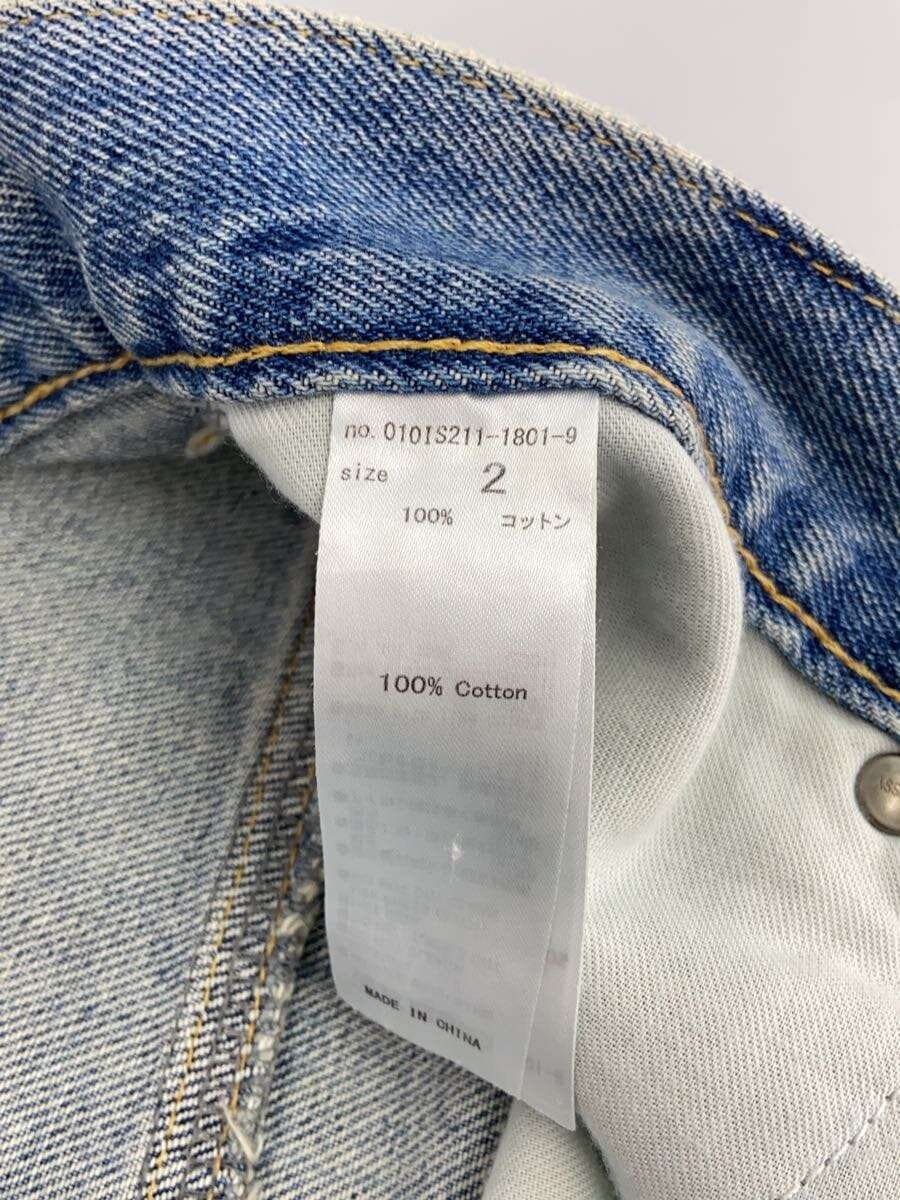 no. 010IS211-1801-9
size 2
100% コットン
100% Cotton
MADE IN CHINA